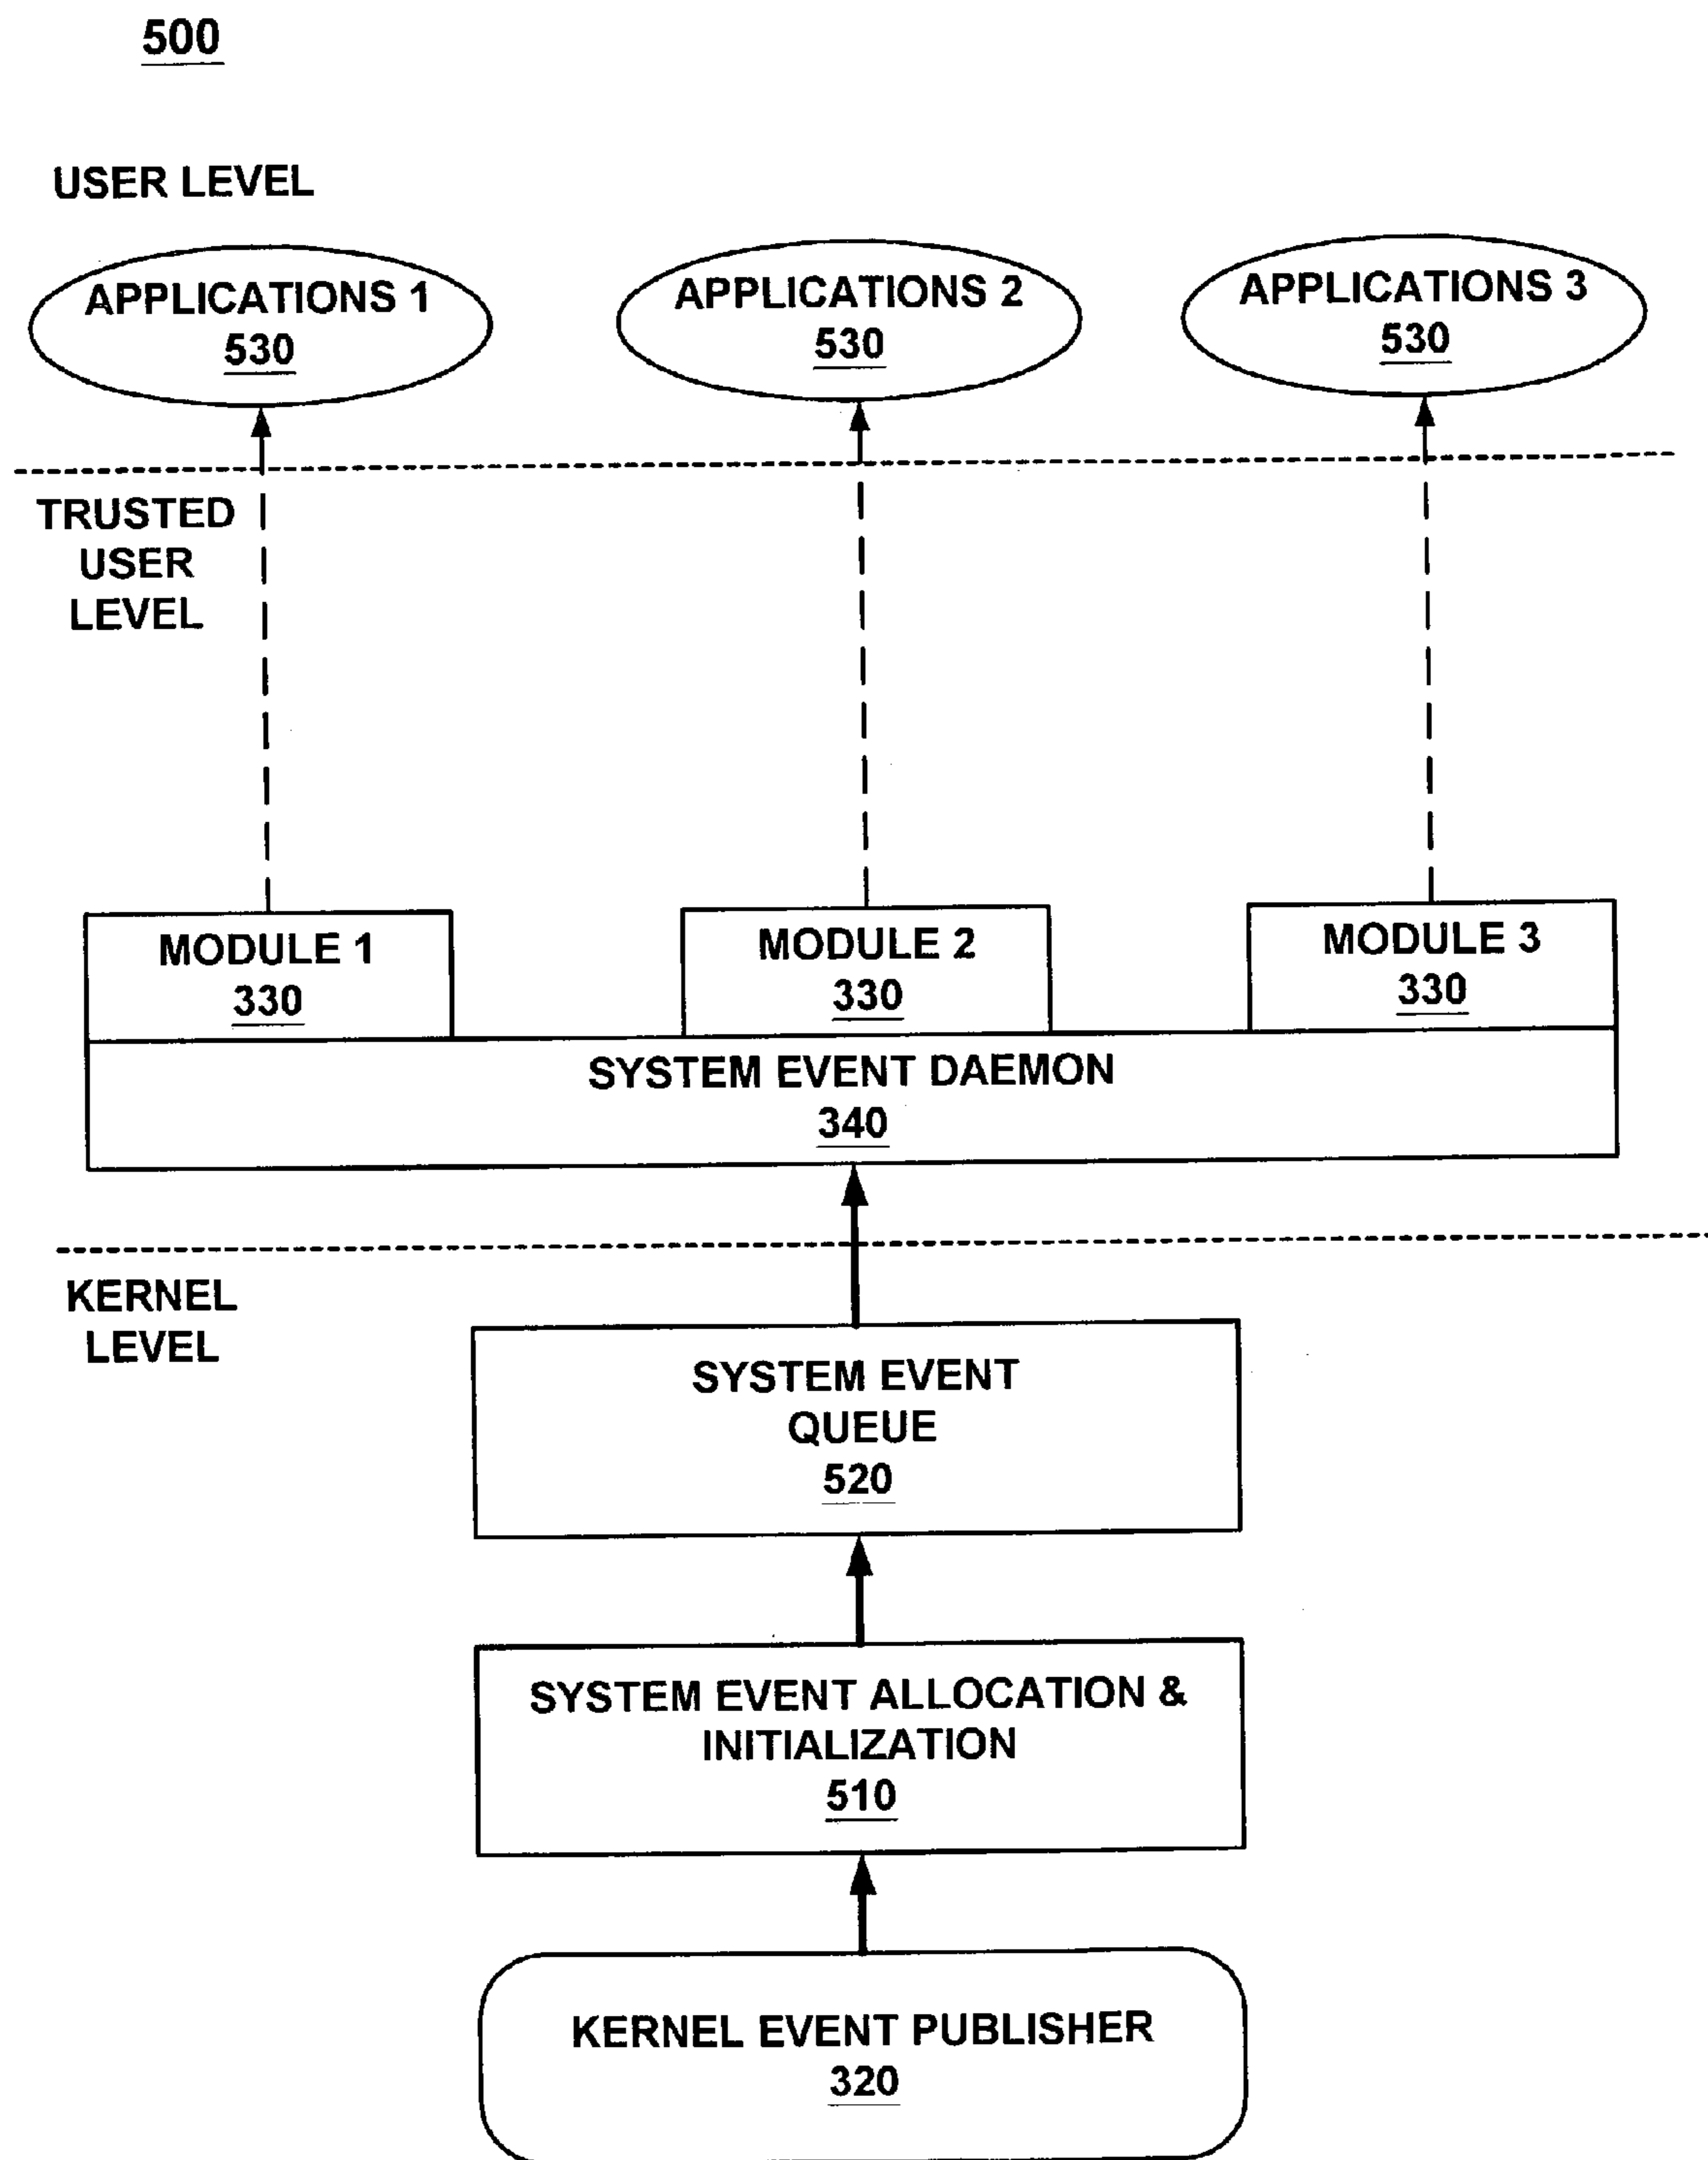 500
USER LEVEL
APPLICATIONS 1
530
APPLICATIONS 2
530
APPLICATIONS 3
530
TRUSTED
USER
LEVEL
MODULE 1
330
MODULE 2
330
MODULE 3
330
SYSTEM EVENT DAEMON
340
KERNEL
LEVEL
SYSTEM EVENT
QUEUE
520
SYSTEM EVENT ALLOCATION &
INITIALIZATION
510
KERNEL EVENT PUBLISHER
320